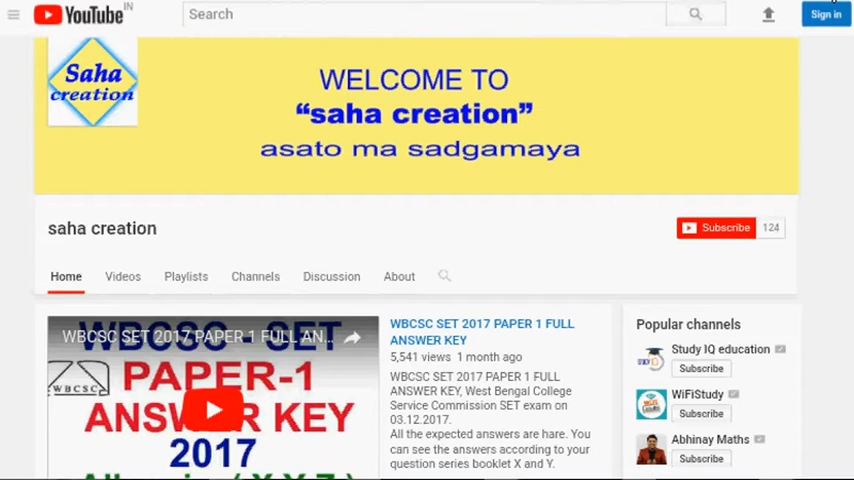 YouTube IN
Search
Sign in
Saha
creation
WELCOME TO
“saha creation”
asato ma sadgamaya
saha creation
Subscribe 124
Home Videos Playlists Channels Discussion About
WBCSC SET 2017 PAPER 1 FULL AN...
WBCSC - SET
WBCSC
PAPER-1
ANSWER KEY
2017
WBCSC SET 2017 PAPER 1 FULL
ANSWER KEY
5,541 views 1 month ago
WBCSC SET 2017 PAPER 1 FULL
ANSWER KEY, West Bengal College
Service Commission SET exam on
03.12.2017.
All the expected answers are hare. You
can see the answers according to your
question series booklet X and Y.
Popular channels
Study IQ education
Subscribe
WiFiStudy
Subscribe
Abhinay Maths
Subscribe